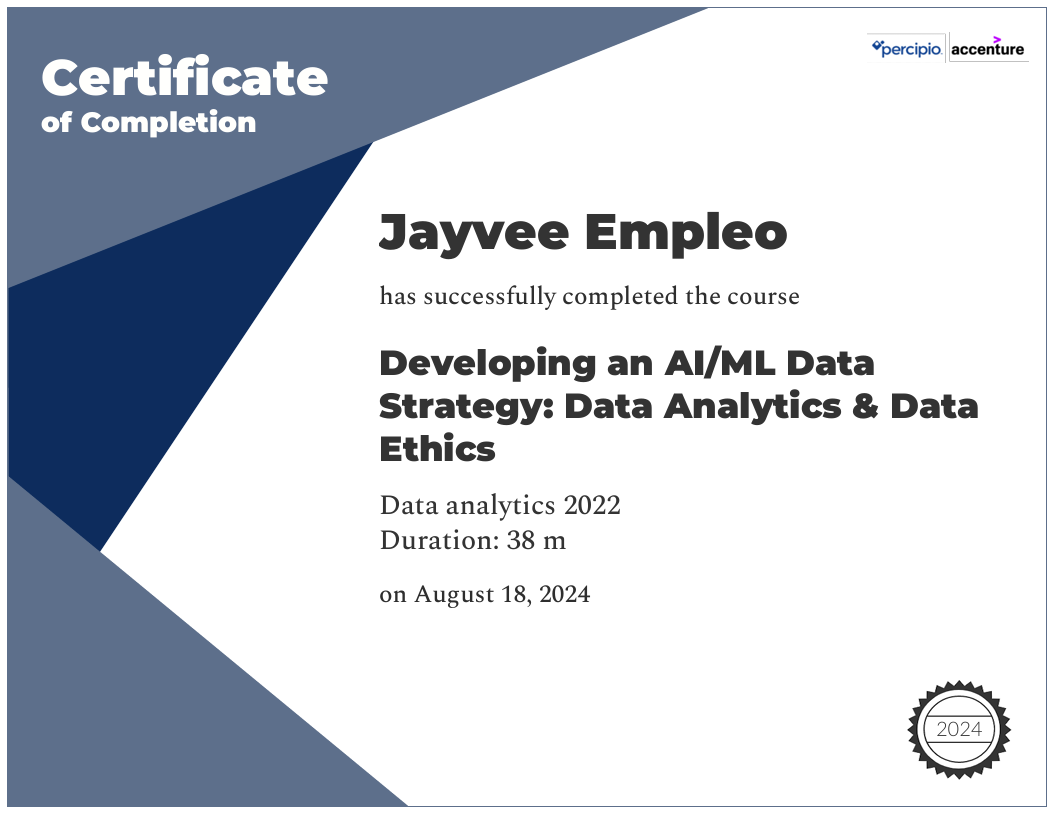 Certificate
of Completion
percipio. accenture
Jayvee Empleo
has successfully completed the course
Developing an AI/ML Data
Strategy: Data Analytics & Data
Ethics
Data analytics 2022
Duration: 38 m
on August 18, 2024
2024